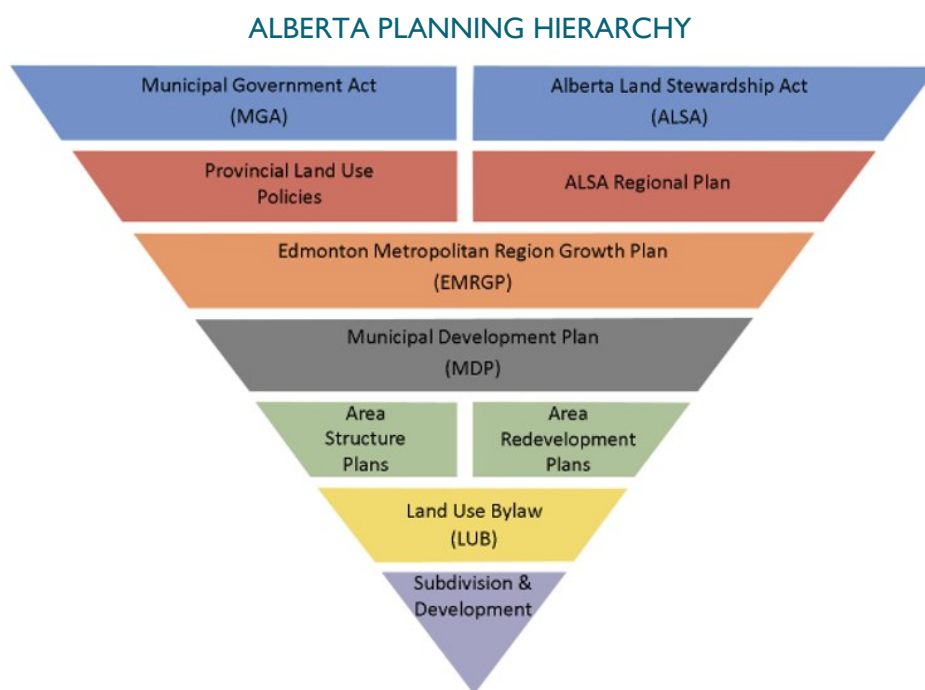 ALBERTA PLANNING HIERARCHY
Municipal Government Act
(MGA)
Alberta Land Stewardship Act
(ALSA)
Provincial Land Use
Policies
ALSA Regional Plan
Edmonton Metropolitan Region Growth Plan
(EMRGP)
Municipal Development Plan
(MDP)
Area
Structure
Plans
Area
Redevelopment
Plans
Land Use Bylaw
(LUB)
Subdivision &
Development